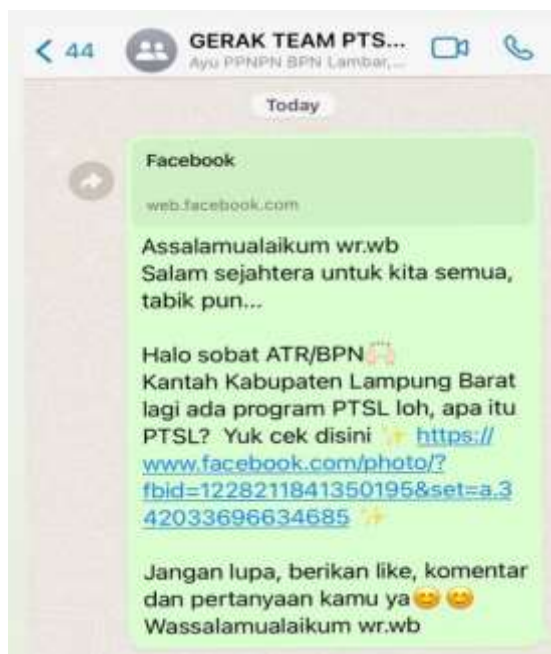 44
GERAK TEAM PTS...
Ayu PPNPN BPN Lambar,...
Today
Facebook
web.facebook.com
Assalamualaikum wr.wb
Salam sejahtera untuk kita semua,
tabik pun...
Halo sobat ATR/BPN🙌🏻
Kantah Kabupaten Lampung Barat
lagi ada program PTSL loh, apa itu
PTSL? Yuk cek disini ✨ https://
www.facebook.com/photo/?
fbid=1228211841350195&set=a.3
42033696634685 ✨
Jangan lupa, berikan like, komentar
dan pertanyaan kamu ya😊😊
Wassalamualaikum wr.wb